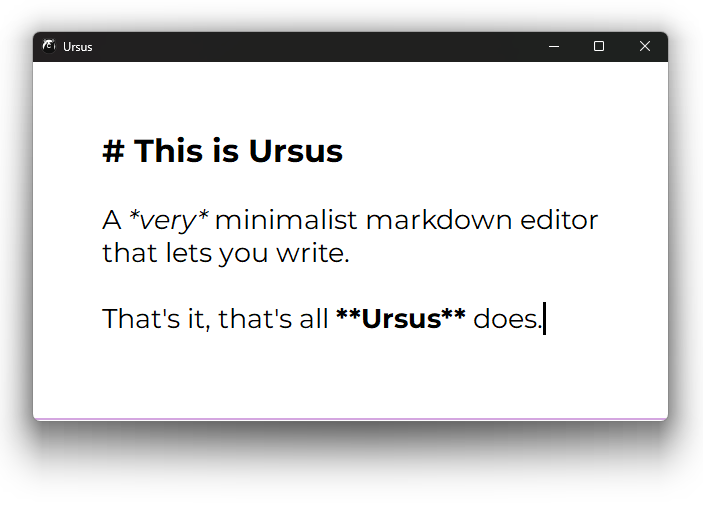 Ursus
# This is Ursus
A *very* minimalist markdown editor
that lets you write.
That's it, that's all **Ursus** does.